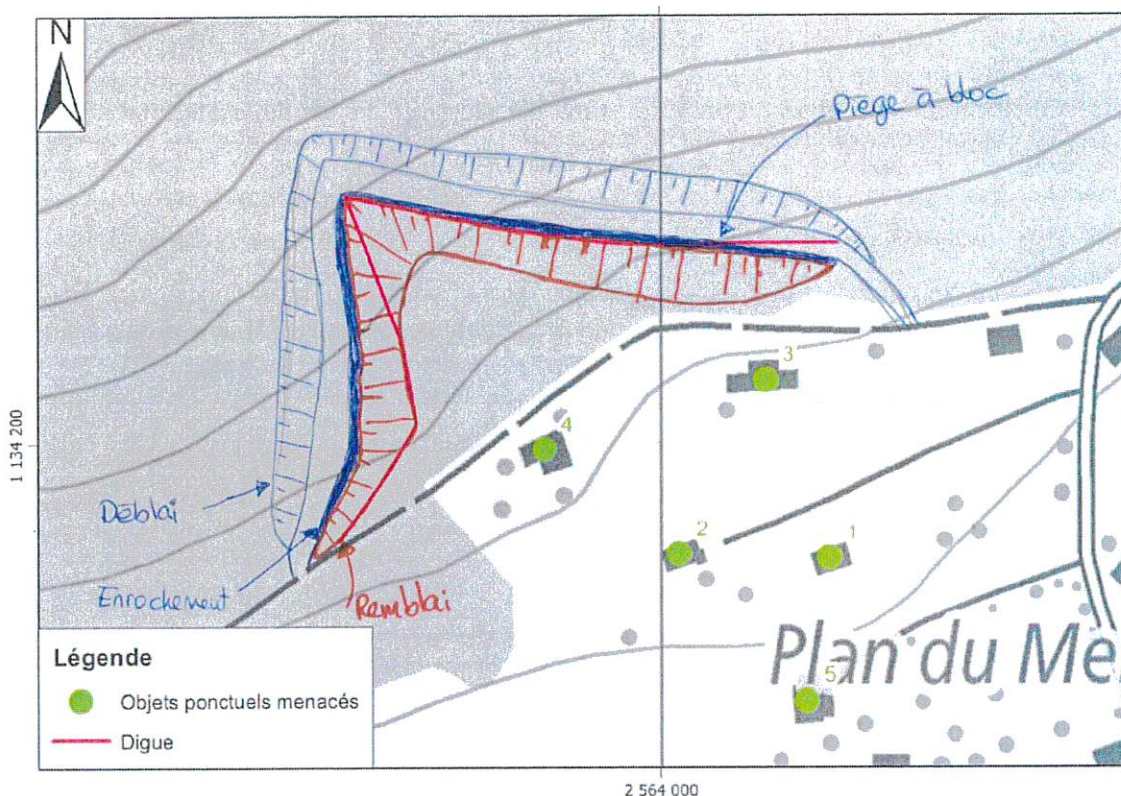 N
Piège à bloc
3
4
1 134 200
Déblai
2
1
Enrochement
Remblai
Plan du Me
5
Légende
Objets ponctuels menacés
Digue
2 564 000